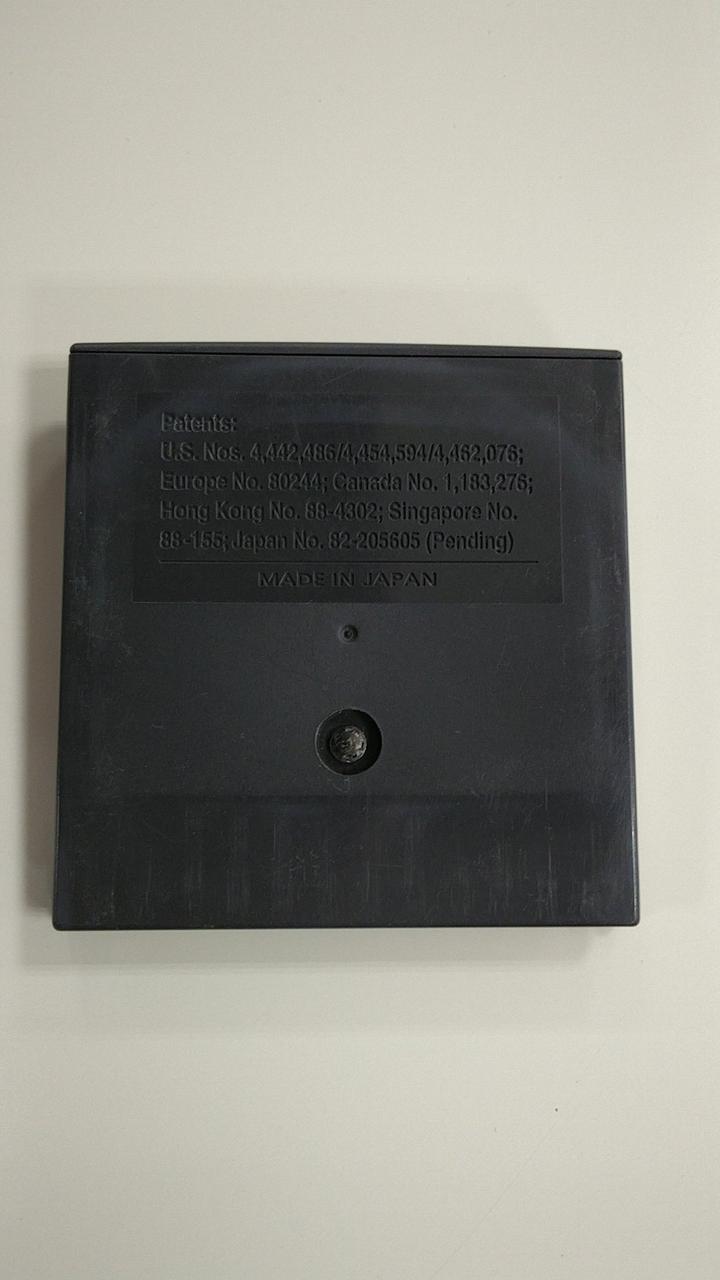 Patents:
U.S. Nos. 4,442,486/4,454,594/4,462,076;
Europe No. 80244; Canada No. 1,183,276;
Hong Kong No. 88-4302; Singapore No.
88-155; Japan No. 82-205605 (Pending)
MADE IN JAPAN